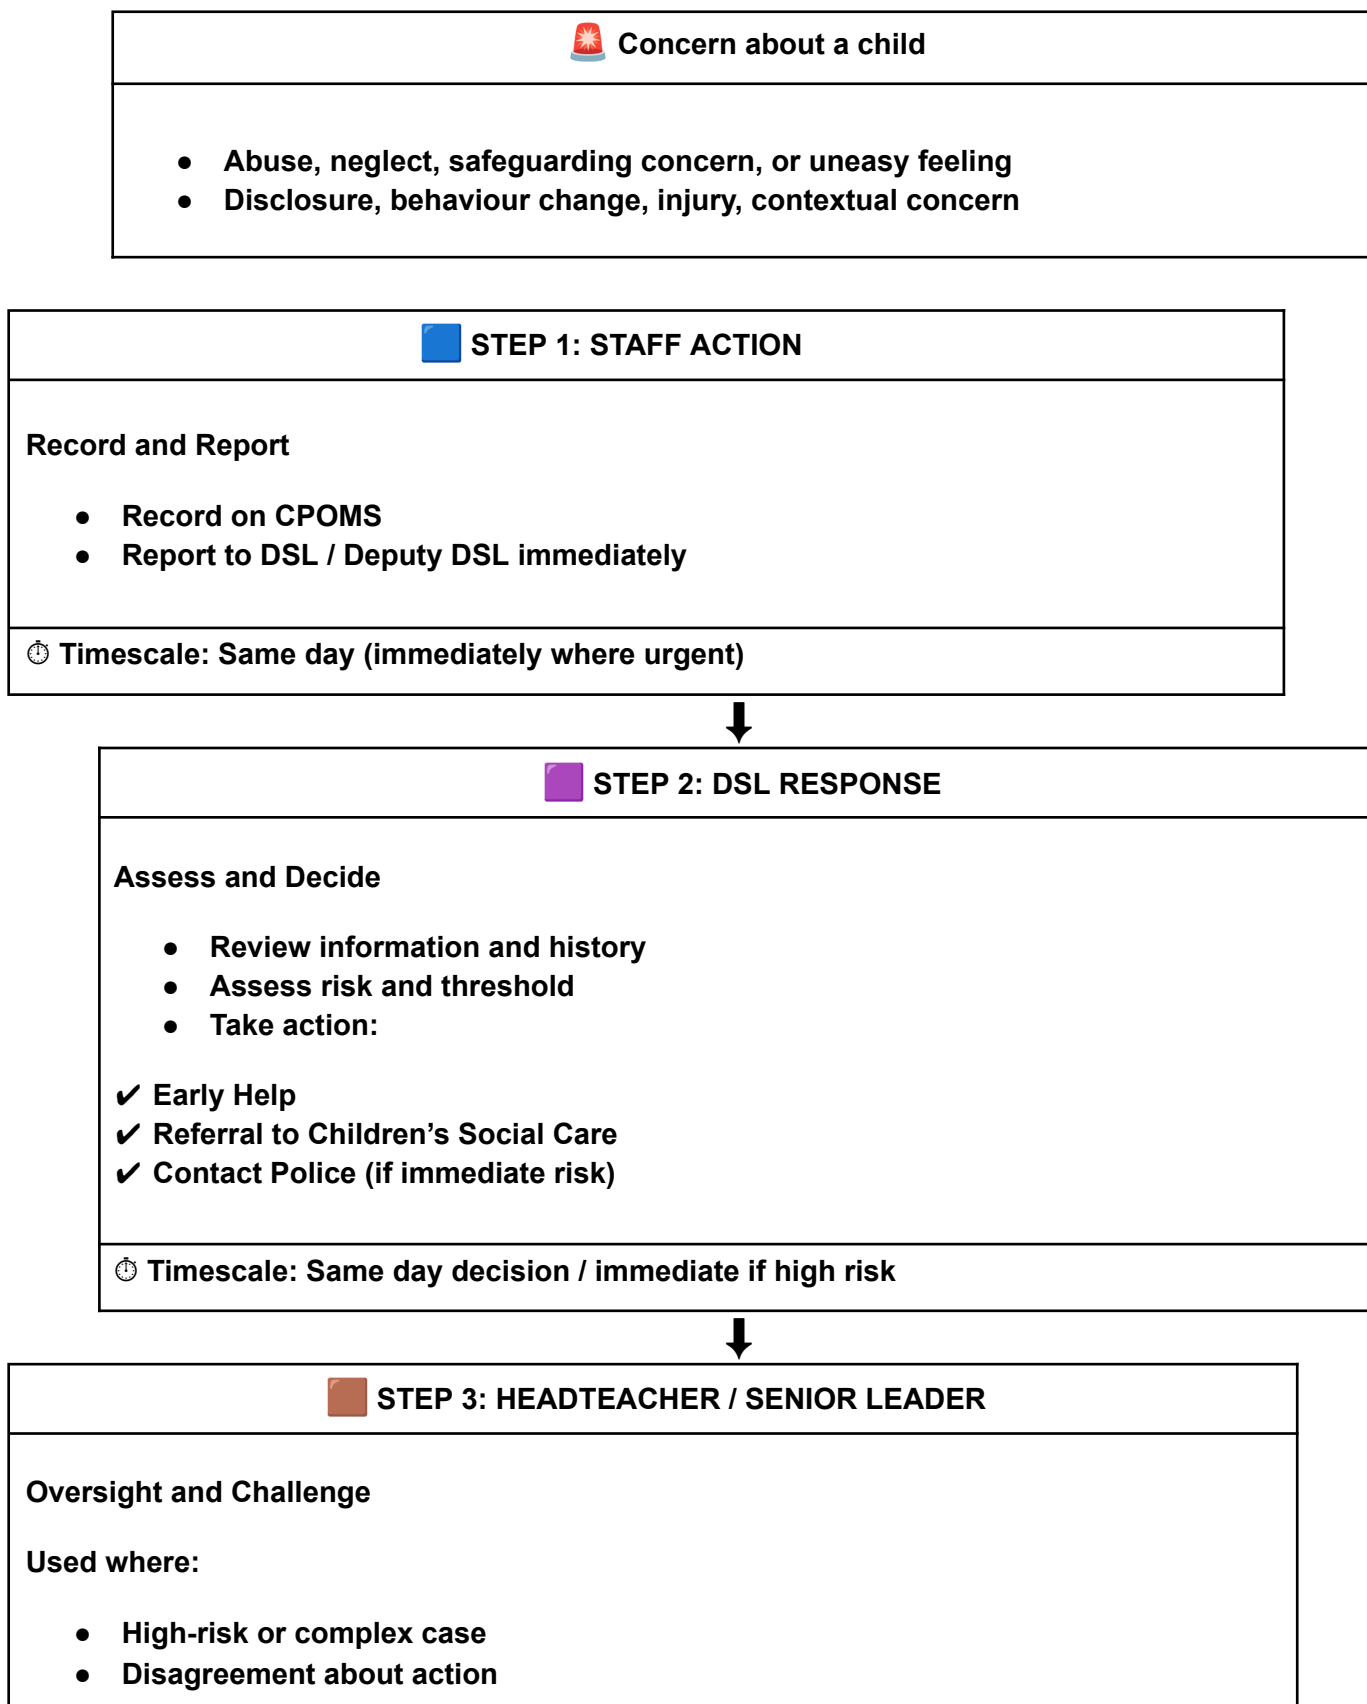 🚨 Concern about a child
● Abuse, neglect, safeguarding concern, or uneasy feeling
● Disclosure, behaviour change, injury, contextual concern
🟦 STEP 1: STAFF ACTION
Record and Report
● Record on CPOMS
● Report to DSL / Deputy DSL immediately
⏱ Timescale: Same day (immediately where urgent)
⬇
🟪 STEP 2: DSL RESPONSE
Assess and Decide
● Review information and history
● Assess risk and threshold
● Take action:
✔ Early Help
✔ Referral to Children’s Social Care
✔ Contact Police (if immediate risk)
⏱ Timescale: Same day decision / immediate if high risk
⬇
🟫 STEP 3: HEADTEACHER / SENIOR LEADER
Oversight and Challenge
Used where:
● High-risk or complex case
● Disagreement about action